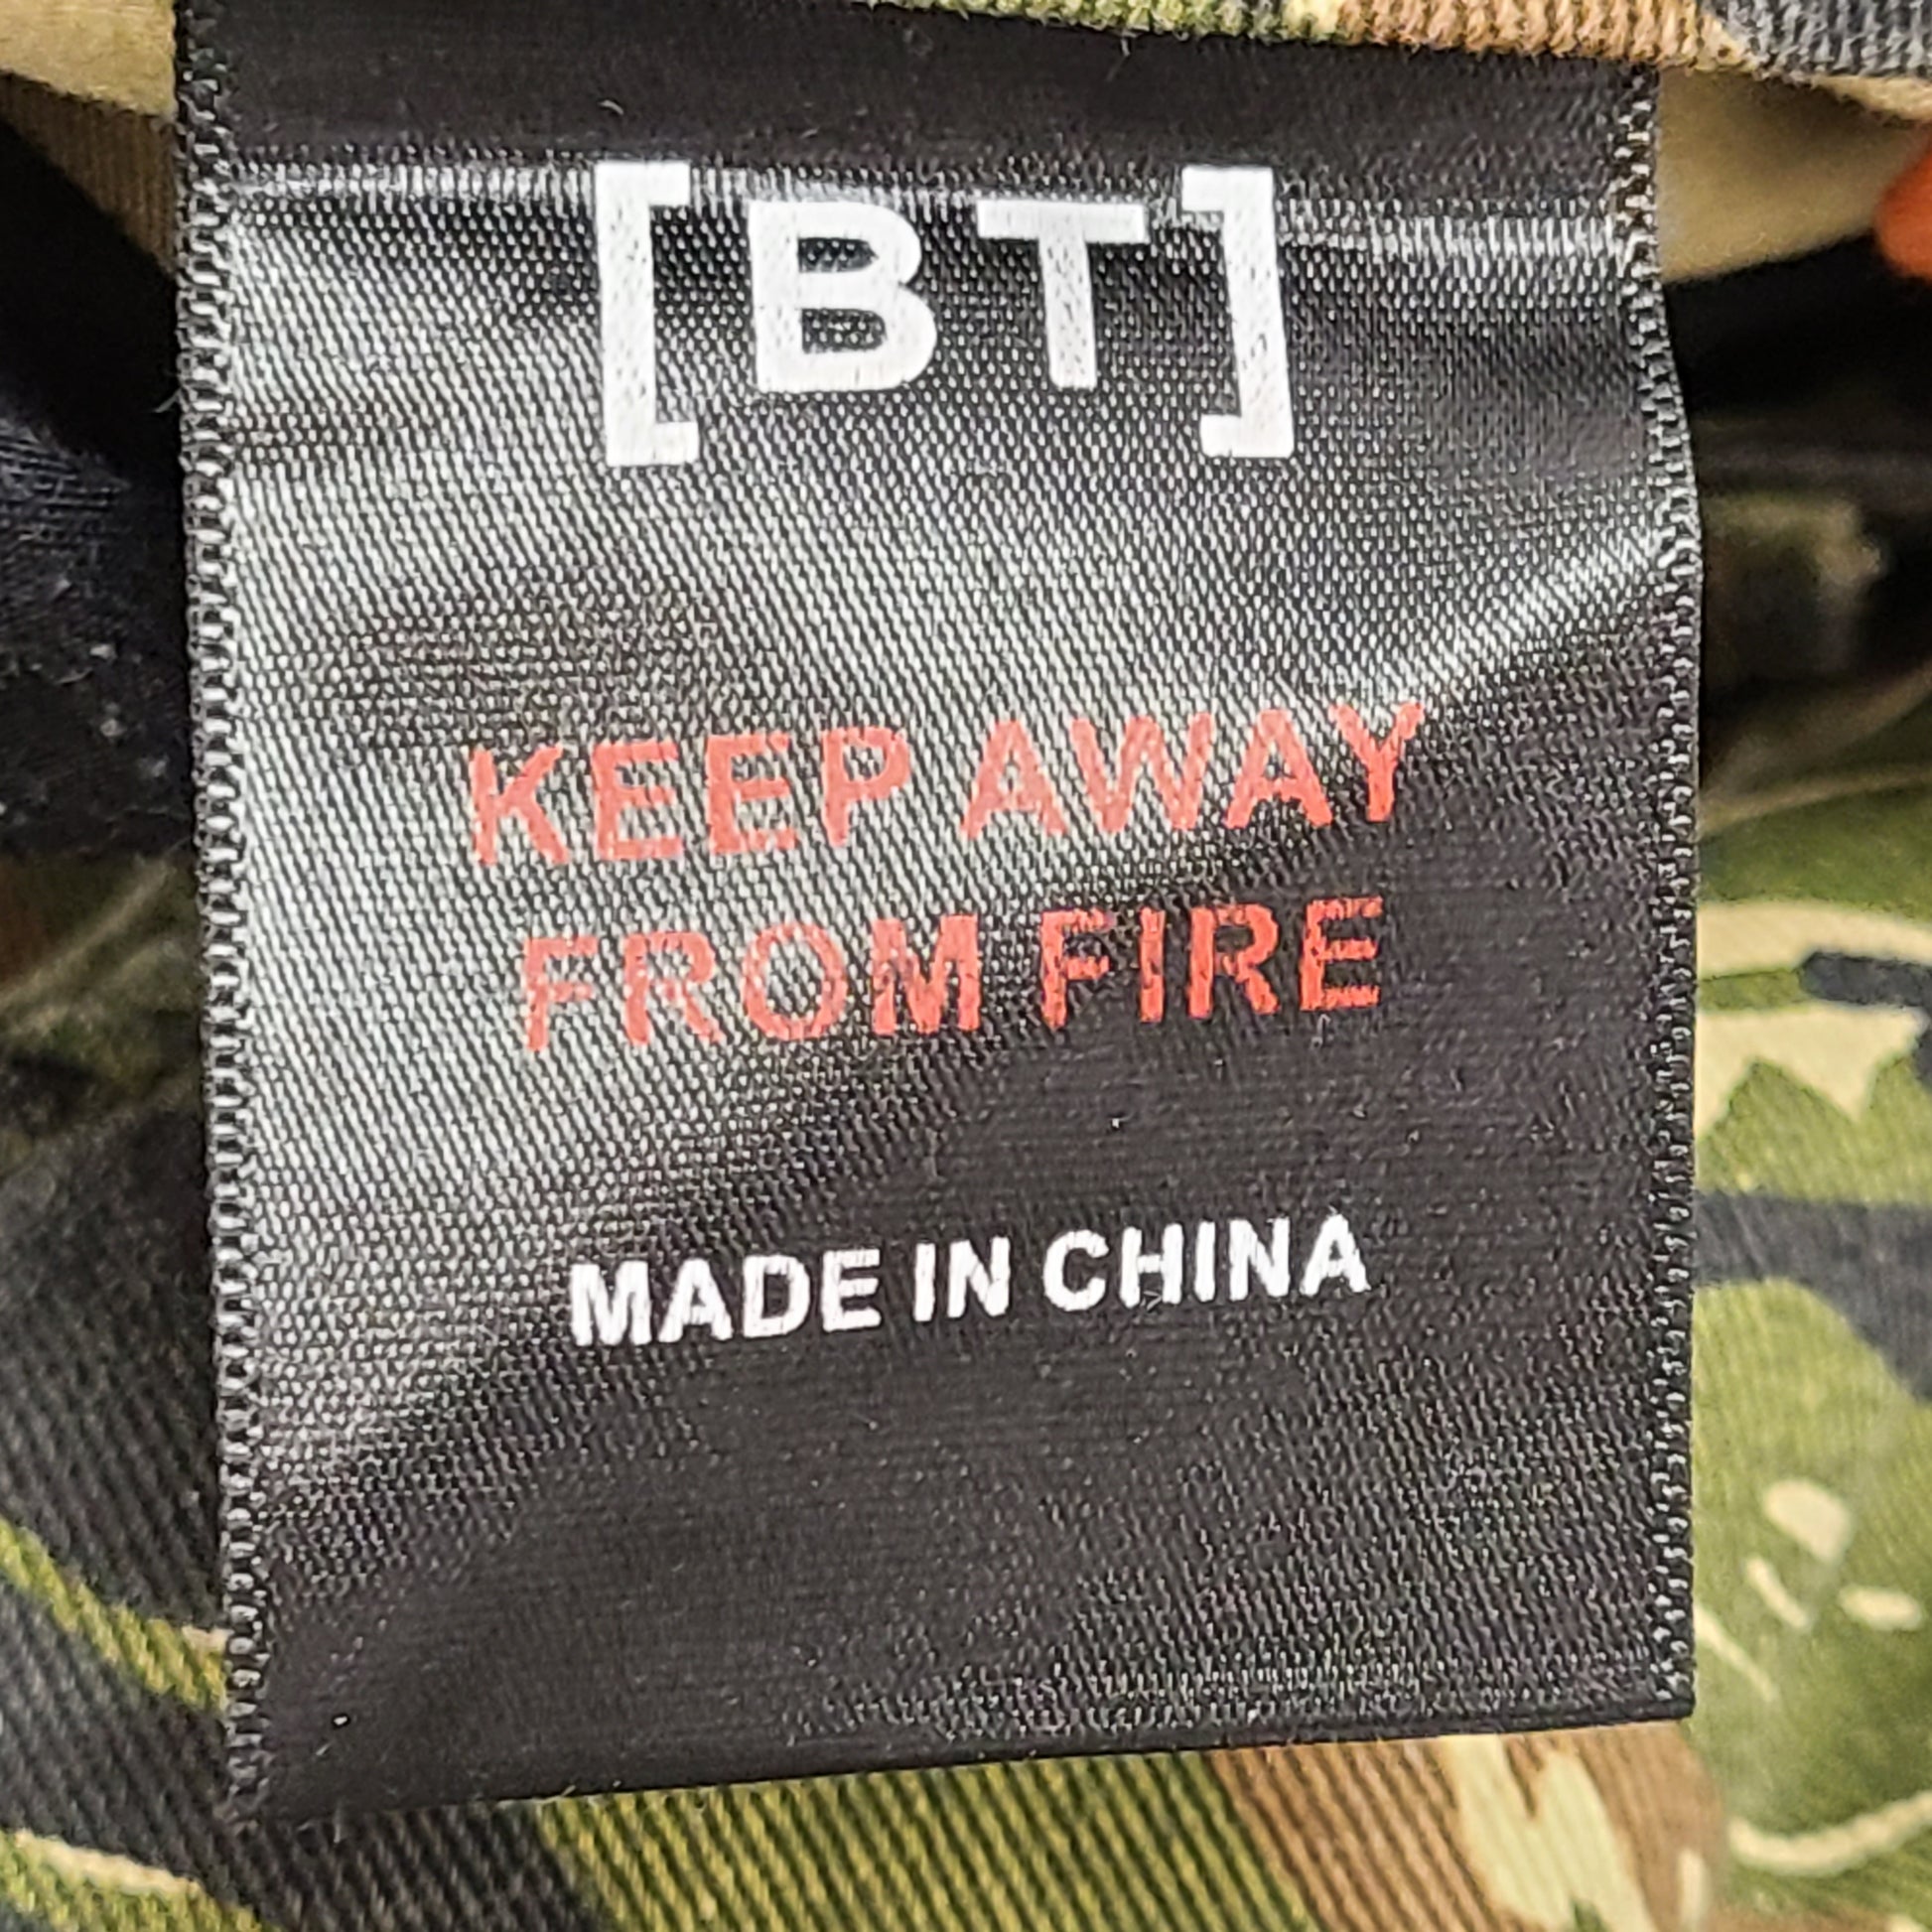 [BT]
KEEP AWAY
FROM FIRE
MADE IN CHINA